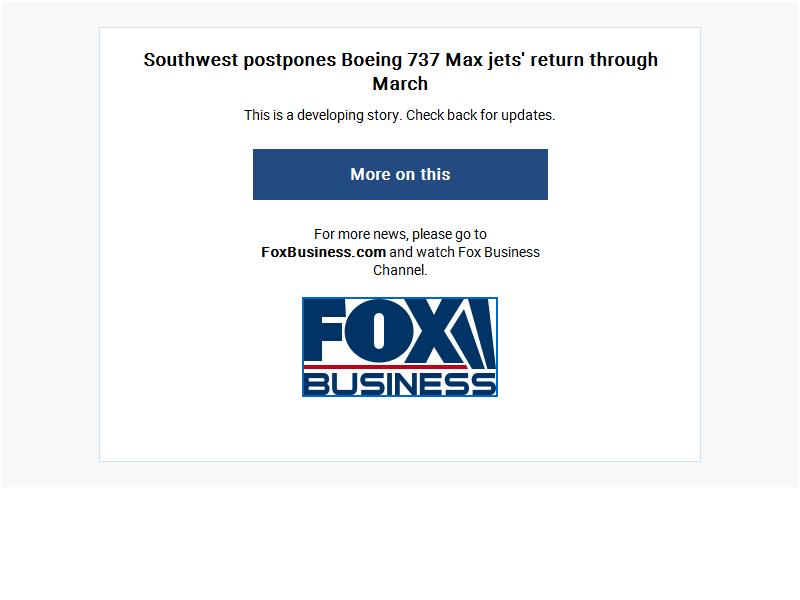 Southwest postpones Boeing 737 Max jets' return through
March
This is a developing story. Check back for updates.
More on this
For more news, please go to
FoxBusiness.com and watch Fox Business
Channel.
FOX
BUSINESS